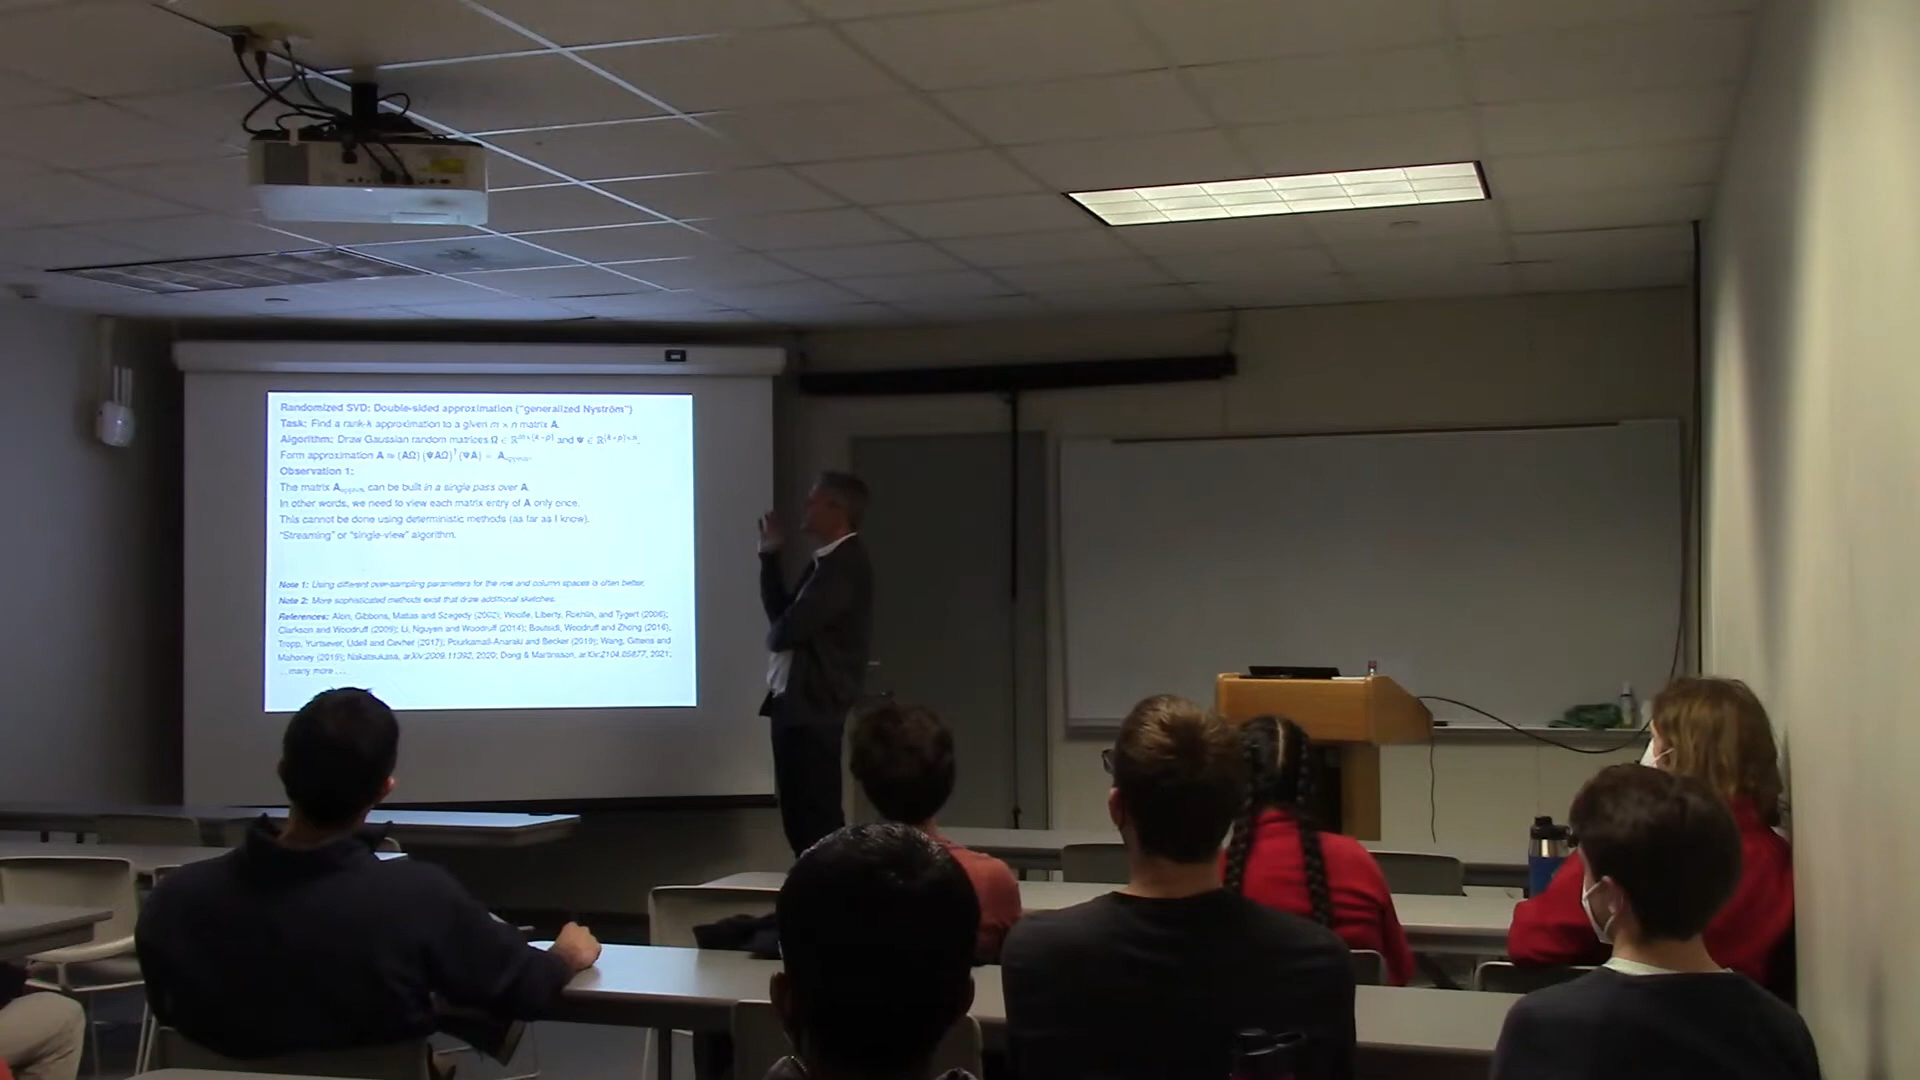 Randomized SVD: Double-sided approximation ("generalized Nyström")
Task: Find a rank-k approximation to a given m × n matrix A.
Algorithm: Draw Gaussian random matrices Ω ∈ and Ψ ∈
Form approximation A ≈ (AΩ) (ΨAΩ)† (ΨA) = A_approx.
Observation 1:
The matrix A_approx can be built in a single pass over A.
In other words, we need to view each matrix entry of A only once.
This cannot be done using deterministic methods (as far as I know).
"Streaming" or "single-view" algorithm.
Note 1: Using different over-sampling parameters for the row and column spaces is often better.
Note 2: More sophisticated methods exist that draw additional sketches.
References: Alon, Gibbons, Matias and Szegedy (2002); Woolfe, Liberty, Rokhlin, and Tygert (2008);
Clarkson and Woodruff (2009); Li, Nguyen and Woodruff (2014); Boutsidis, Woodruff and Zhong (2016);
Tropp, Yurtsever, Udell and Cevher (2017); Pourkamali-Anaraki and Becker (2019); Wang, Gittens and
Mahoney (2019); Nakatsukasa, arXiv:2009.11392, 2020; Dong & Martinsson, arXiv:2104.05877, 2021;
... many more ...